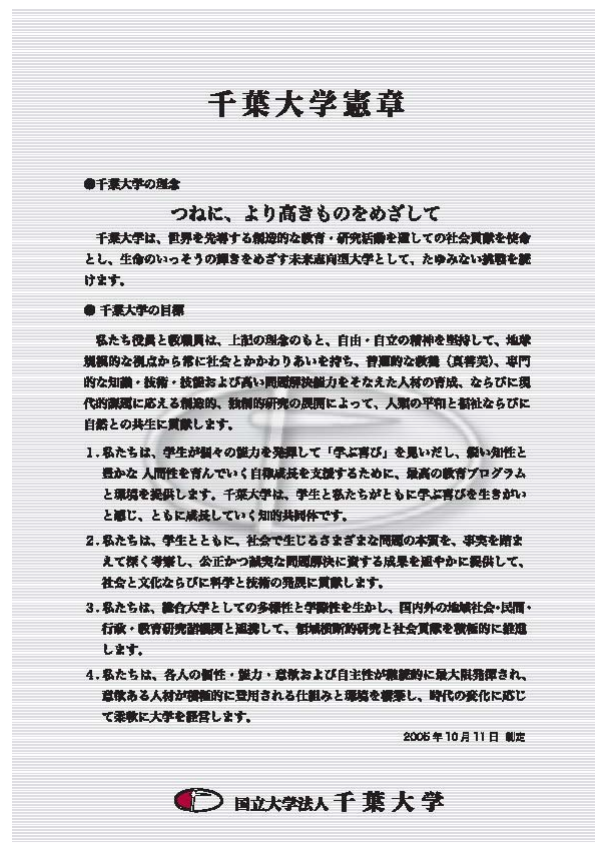 千葉大学憲章
●千葉大学の理念
つねに、より高きものをめざして
千葉大学は、世界を先導する創造的な教育・研究活動を通しての社会貢献を使命
とし、生命のいっそうの輝きをめざす未来志向型大学として、たゆみない挑戦を続
けます。
● 千葉大学の目標
私たち役員と教職員は、上記の理念のもと、自由・自立の精神を堅持して、地球
規模的な視点から常に社会とかかわりあいを持ち、普遍的な教養（真善美）、専門
的な知識・技術・技能および高い問題解決能力をそなえた人材の育成、ならびに現
代的課題に応える創造的、独創的研究の展開によって、人類の平和と福祉ならびに
自然との共生に貢献します。
1. 私たちは、学生が個々の能力を発揮して「学ぶ喜び」を見いだし、鋭い知性と
豊かな 人間性を育んでいく自律成長を支援するために、最高の教育プログラム
と環境を提供します。千葉大学は、学生と私たちがともに学ぶ喜びを生きがい
と感じ、ともに成長していく知的共同体です。
2. 私たちは、学生とともに、社会で生じるさまざまな問題の本質を、事実を踏ま
えて深く考察し、公正かつ誠実な問題解決に資する成果を速やかに提供して、
社会と文化ならびに科学と技術の発展に貢献します。
3. 私たちは、総合大学としての多様性と学際性を生かし、国内外の地域社会・民間・
行政・教育研究諸機関と連携して、領域横断的研究と社会貢献を積極的に推進
します。
4. 私たちは、各人の個性・能力・意欲および自主性が継続的に最大限発揮され、
意欲ある人材が積極的に登用される仕組みと環境を構築し、時代の変化に応じ
て柔軟に大学を経営します。
2005 年 10 月 11 日 制定
国立大学法人 千葉大学